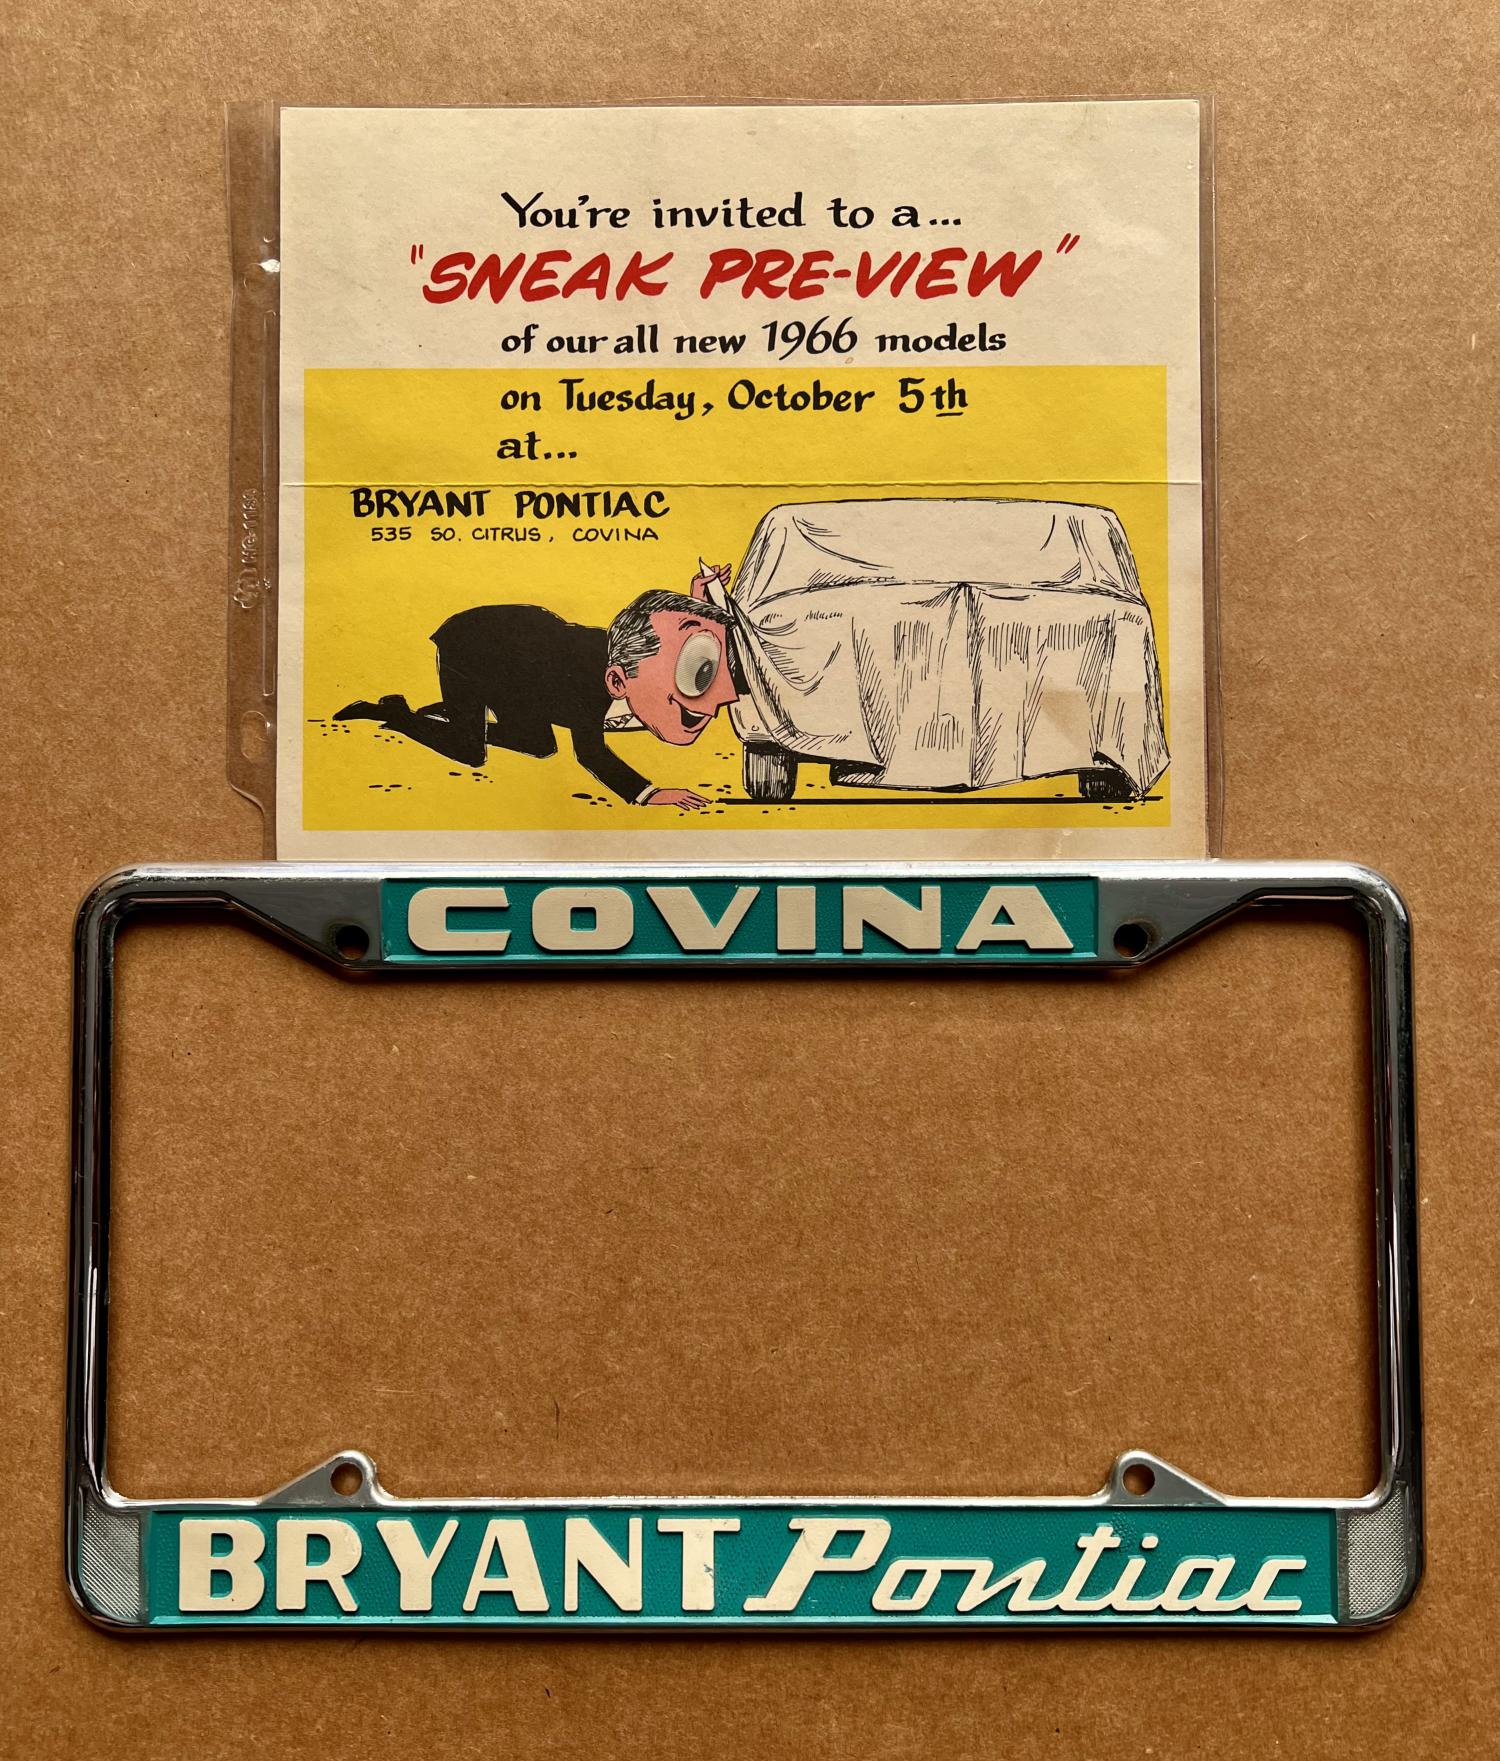 You're invited to a...
"SNEAK PRE-VIEW"
of our all new 1966 models
on Tuesday, October 5th
at...
BRYANT PONTIAC
535 SO. CITRUS, COVINA
COVINA
BRYANT Pontiac